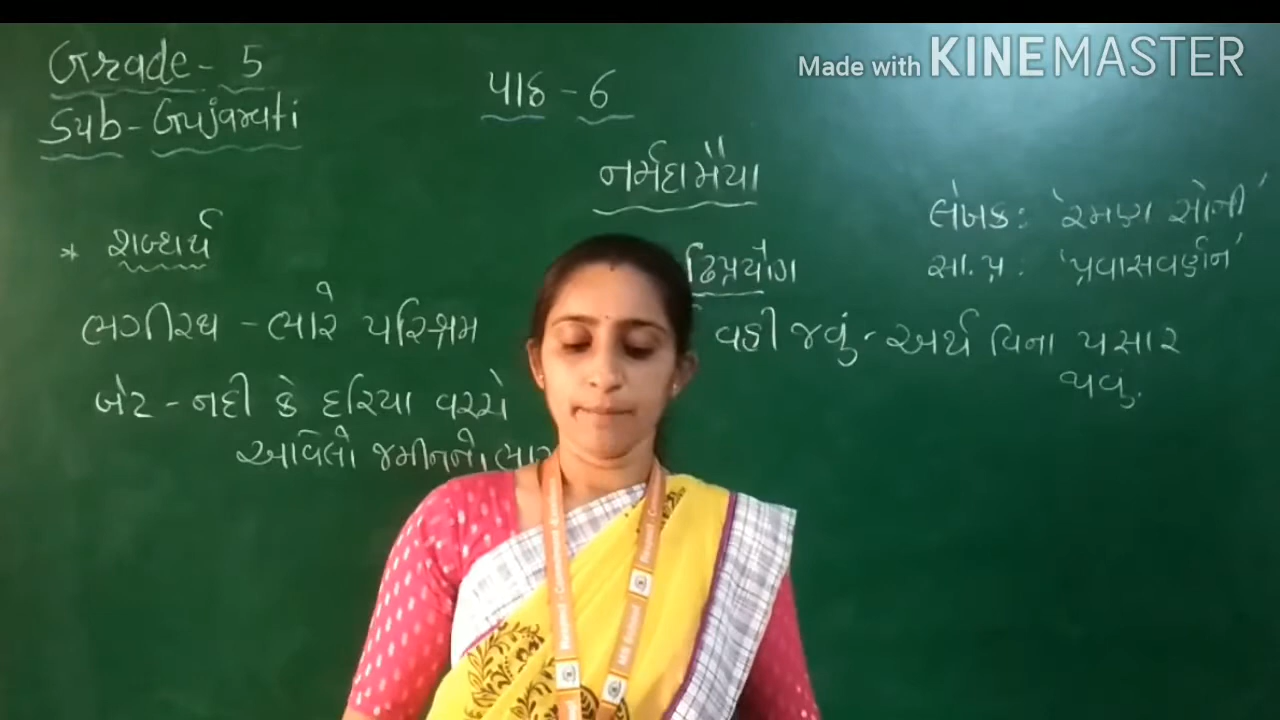 Grade - 5
Sub - Gujarati
પાઠ - 6
નર્મદામૈયા
લેખક : 'રમણ સોની'
સા.પ્ર : 'પ્રવાસવર્ણન'
* શબ્દાર્થ
ભગીરથ - ભારે પરિશ્રમ
બેટ - નદી કે દરિયા વચ્ચે
આવેલો જમીનનો ભાગ
ઢિપ્રયોગ
વહી જવું - અર્થ વિના પસાર
થવું.
Made with KINEMASTER